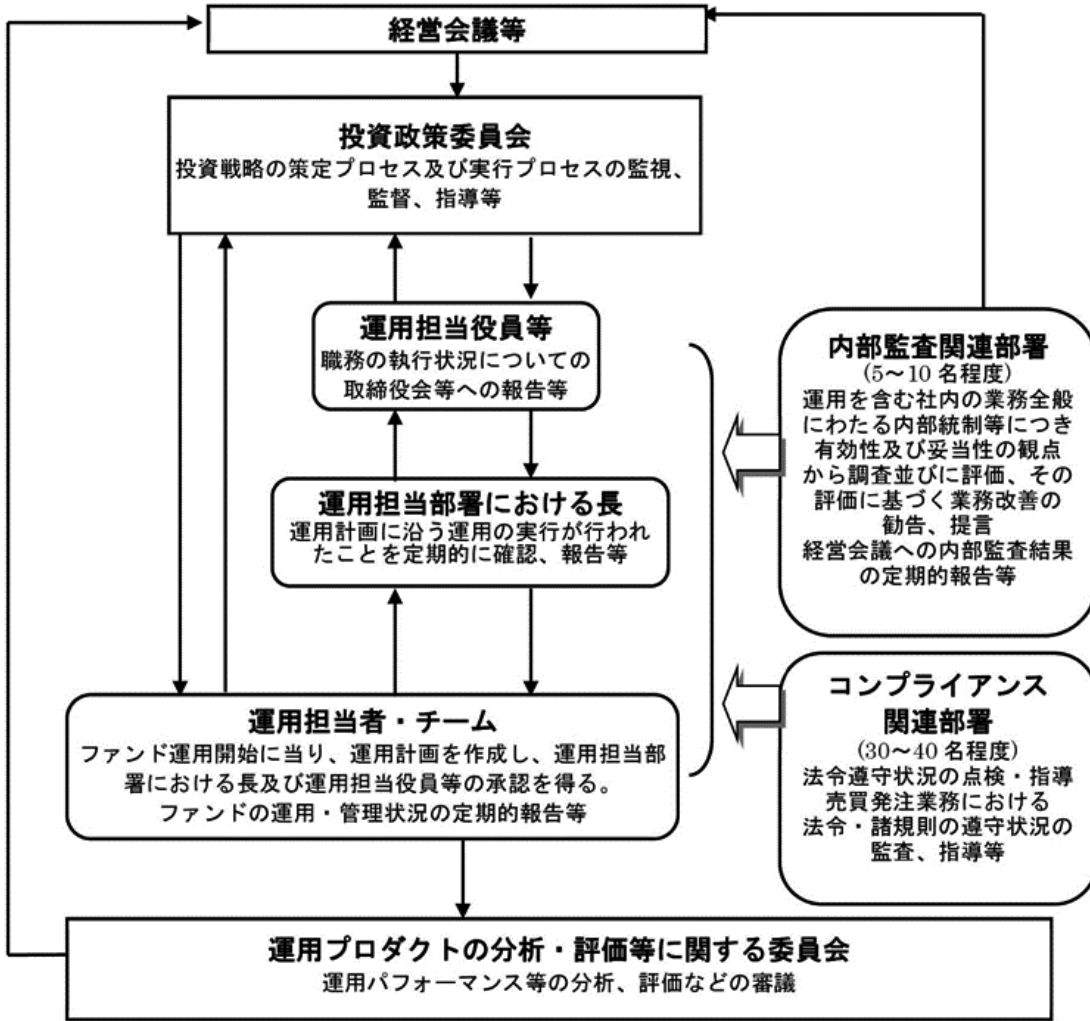 経営会議等
投資政策委員会
投資戦略の策定プロセス及び実行プロセスの監視、
監督、指導等
運用担当役員等
職務の執行状況についての
取締役会等への報告等
運用担当部署における長
運用計画に沿う運用の実行が行われ
たことを定期的に確認、報告等
運用担当者・チーム
ファンド運用開始に当り、運用計画を作成し、運用担当部
署における長及び運用担当役員等の承認を得る。
ファンドの運用・管理状況の定期的報告等
内部監査関連部署
(5～10 名程度)
運用を含む社内の業務全般
にわたる内部統制等につき
有効性及び妥当性の観点
から調査並びに評価、その
評価に基づく業務改善の
勧告、提言
経営会議への内部監査結果
の定期的報告等
コンプライアンス
関連部署
(30～40 名程度)
法令遵守状況の点検・指導
売買発注業務における
法令・諸規則の遵守状況の
監査、指導等
運用プロダクトの分析・評価等に関する委員会
運用パフォーマンス等の分析、評価などの審議